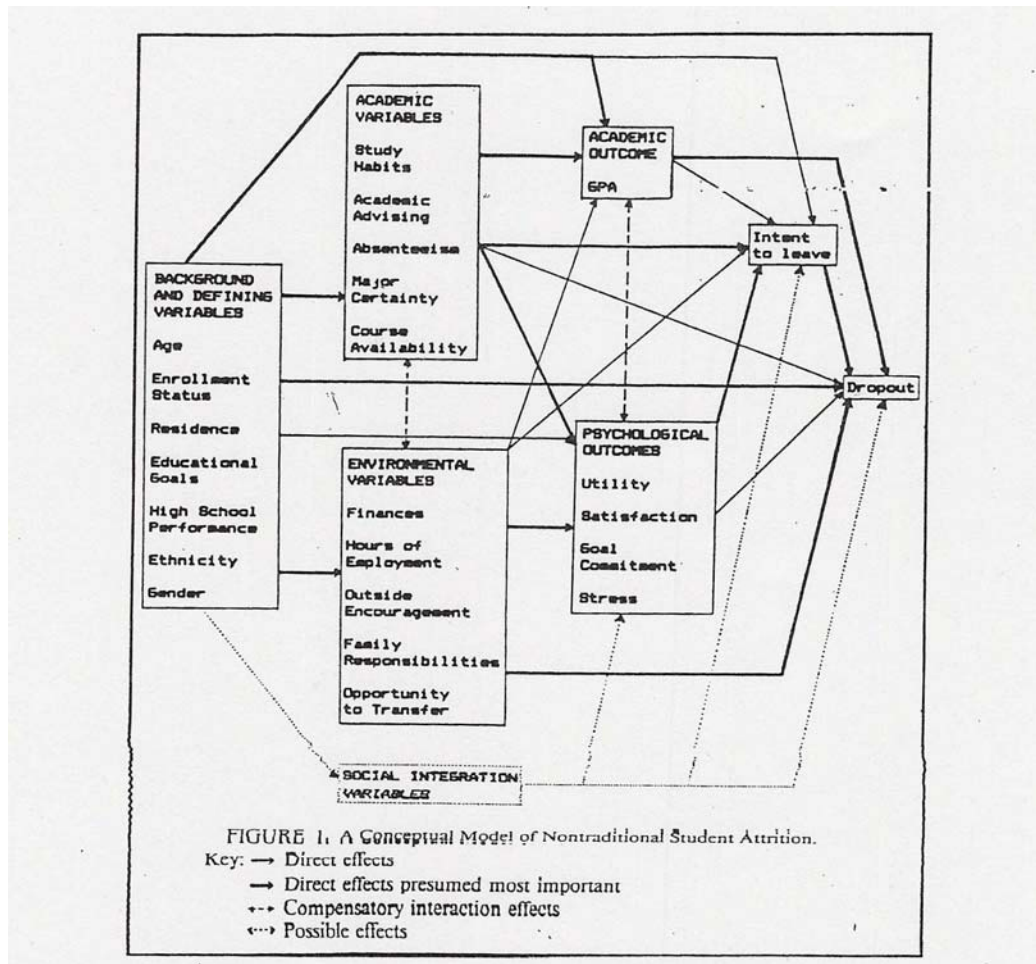 ACADEMIC
VARIABLES
Study
Habits
Academic
Advising
Absenteeism
Major
Certainty
Course
Availability
ACADEMIC
OUTCOME
GPA
Intent
to leave
BACKGROUND
AND DEFINING
VARIABLES
Age
Enrollment
Status
Residence
Educational
Goals
High School
Performance
Ethnicity
Gender
Dropout
ENVIRONMENTAL
VARIABLES
Finances
Hours of
Employment
Outside
Encouragement
Family
Responsibilities
Opportunity
to Transfer
PSYCHOLOGICAL
OUTCOMES
Utility
Satisfaction
Goal
Commitment
Stress
SOCIAL INTEGRATION
VARIABLES
FIGURE 1. A Conceptual Model of Nontraditional Student Attrition.
Key: → Direct effects
→ Direct effects presumed most important
Compensatory interaction effects
Possible effects